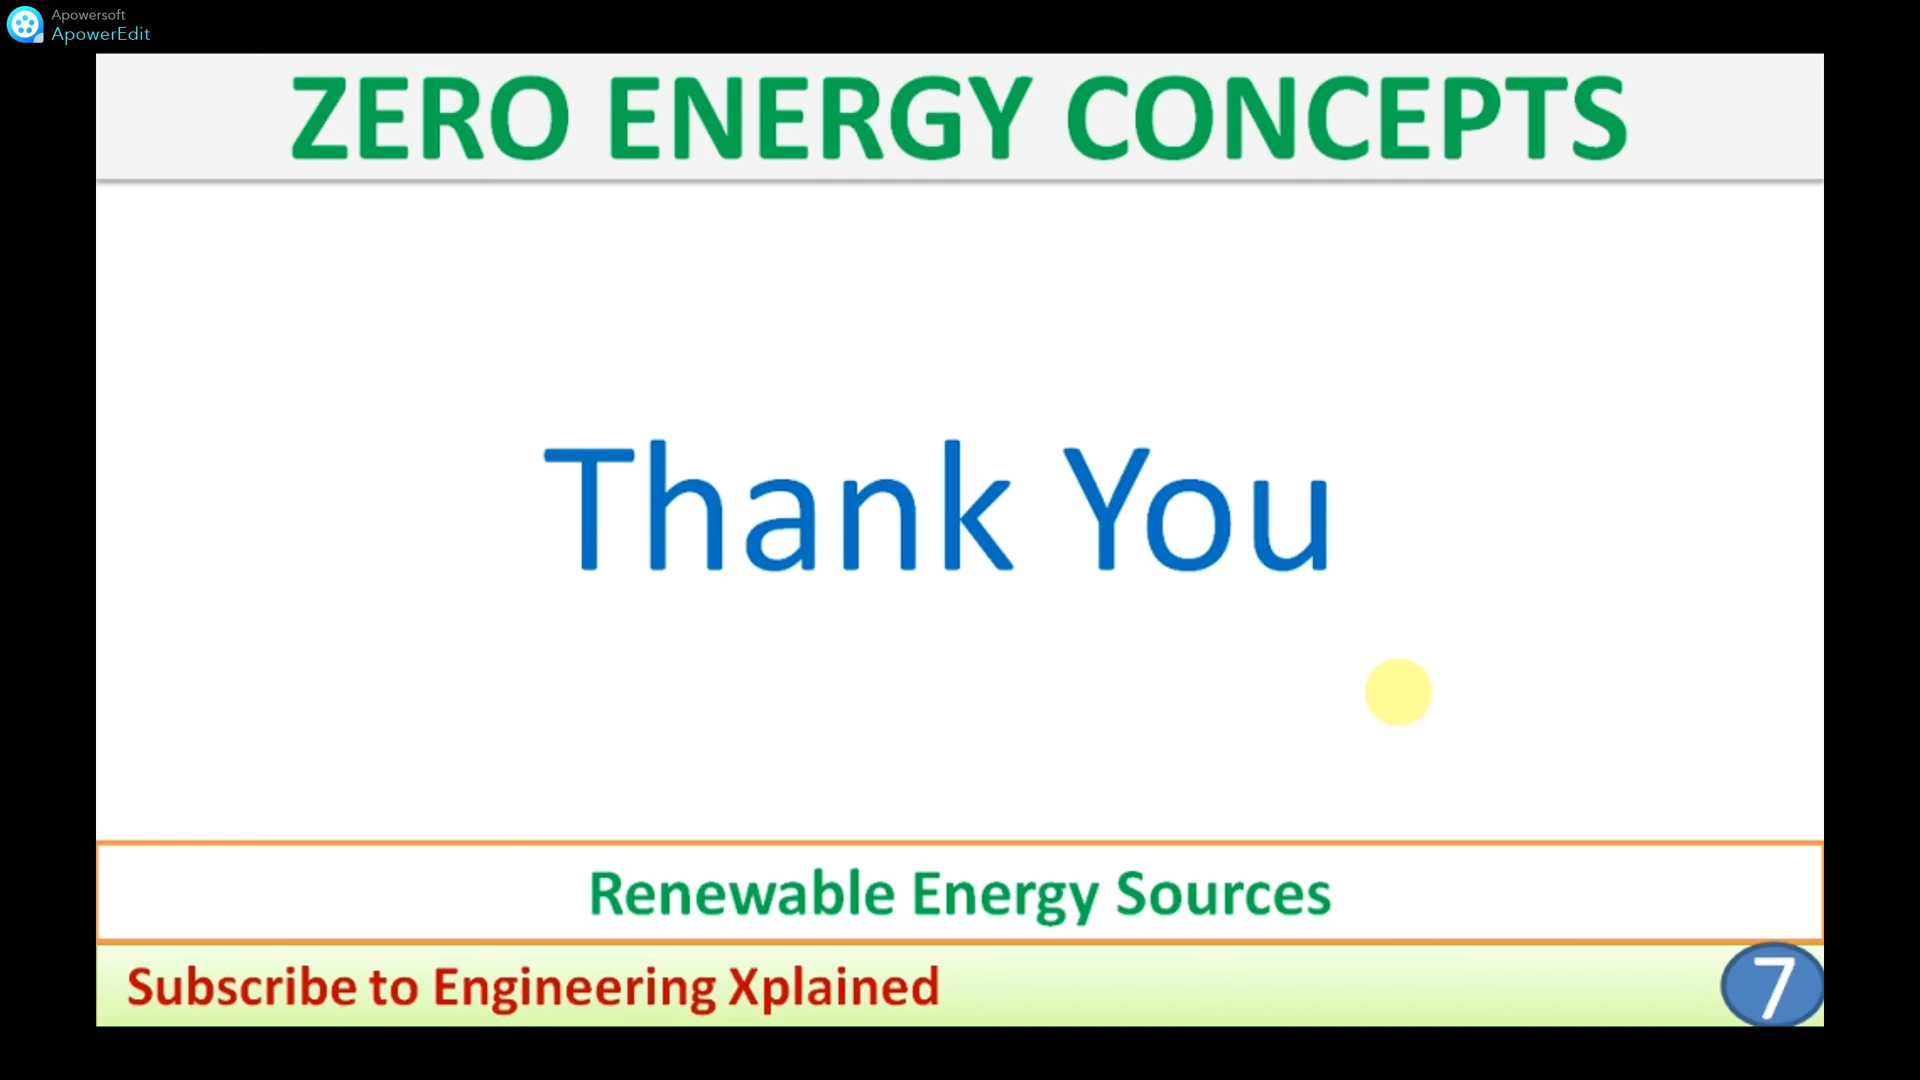 Apowersoft
ApowerEdit
ZERO ENERGY CONCEPTS
Thank You
Renewable Energy Sources
Subscribe to Engineering Xplained
7